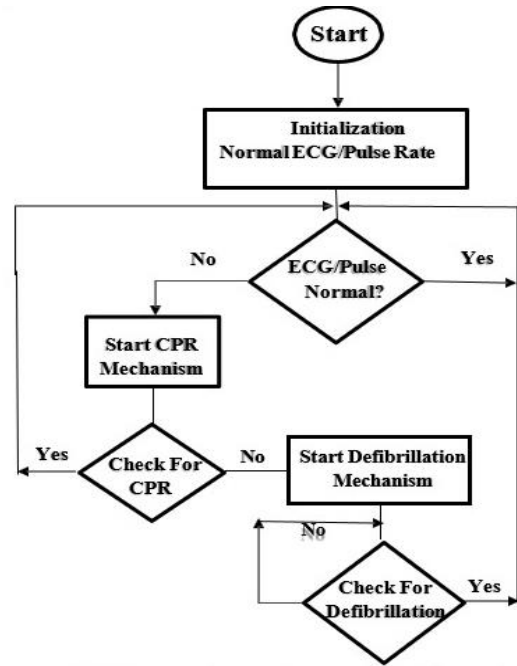 Start
Initialization
Normal ECG/Pulse Rate
No
ECG/Pulse
Normal?
Yes
Start CPR
Mechanism
Yes
Check For
CPR
No
Start Defibrillation
Mechanism
No
Check For
Defibrillation
Yes